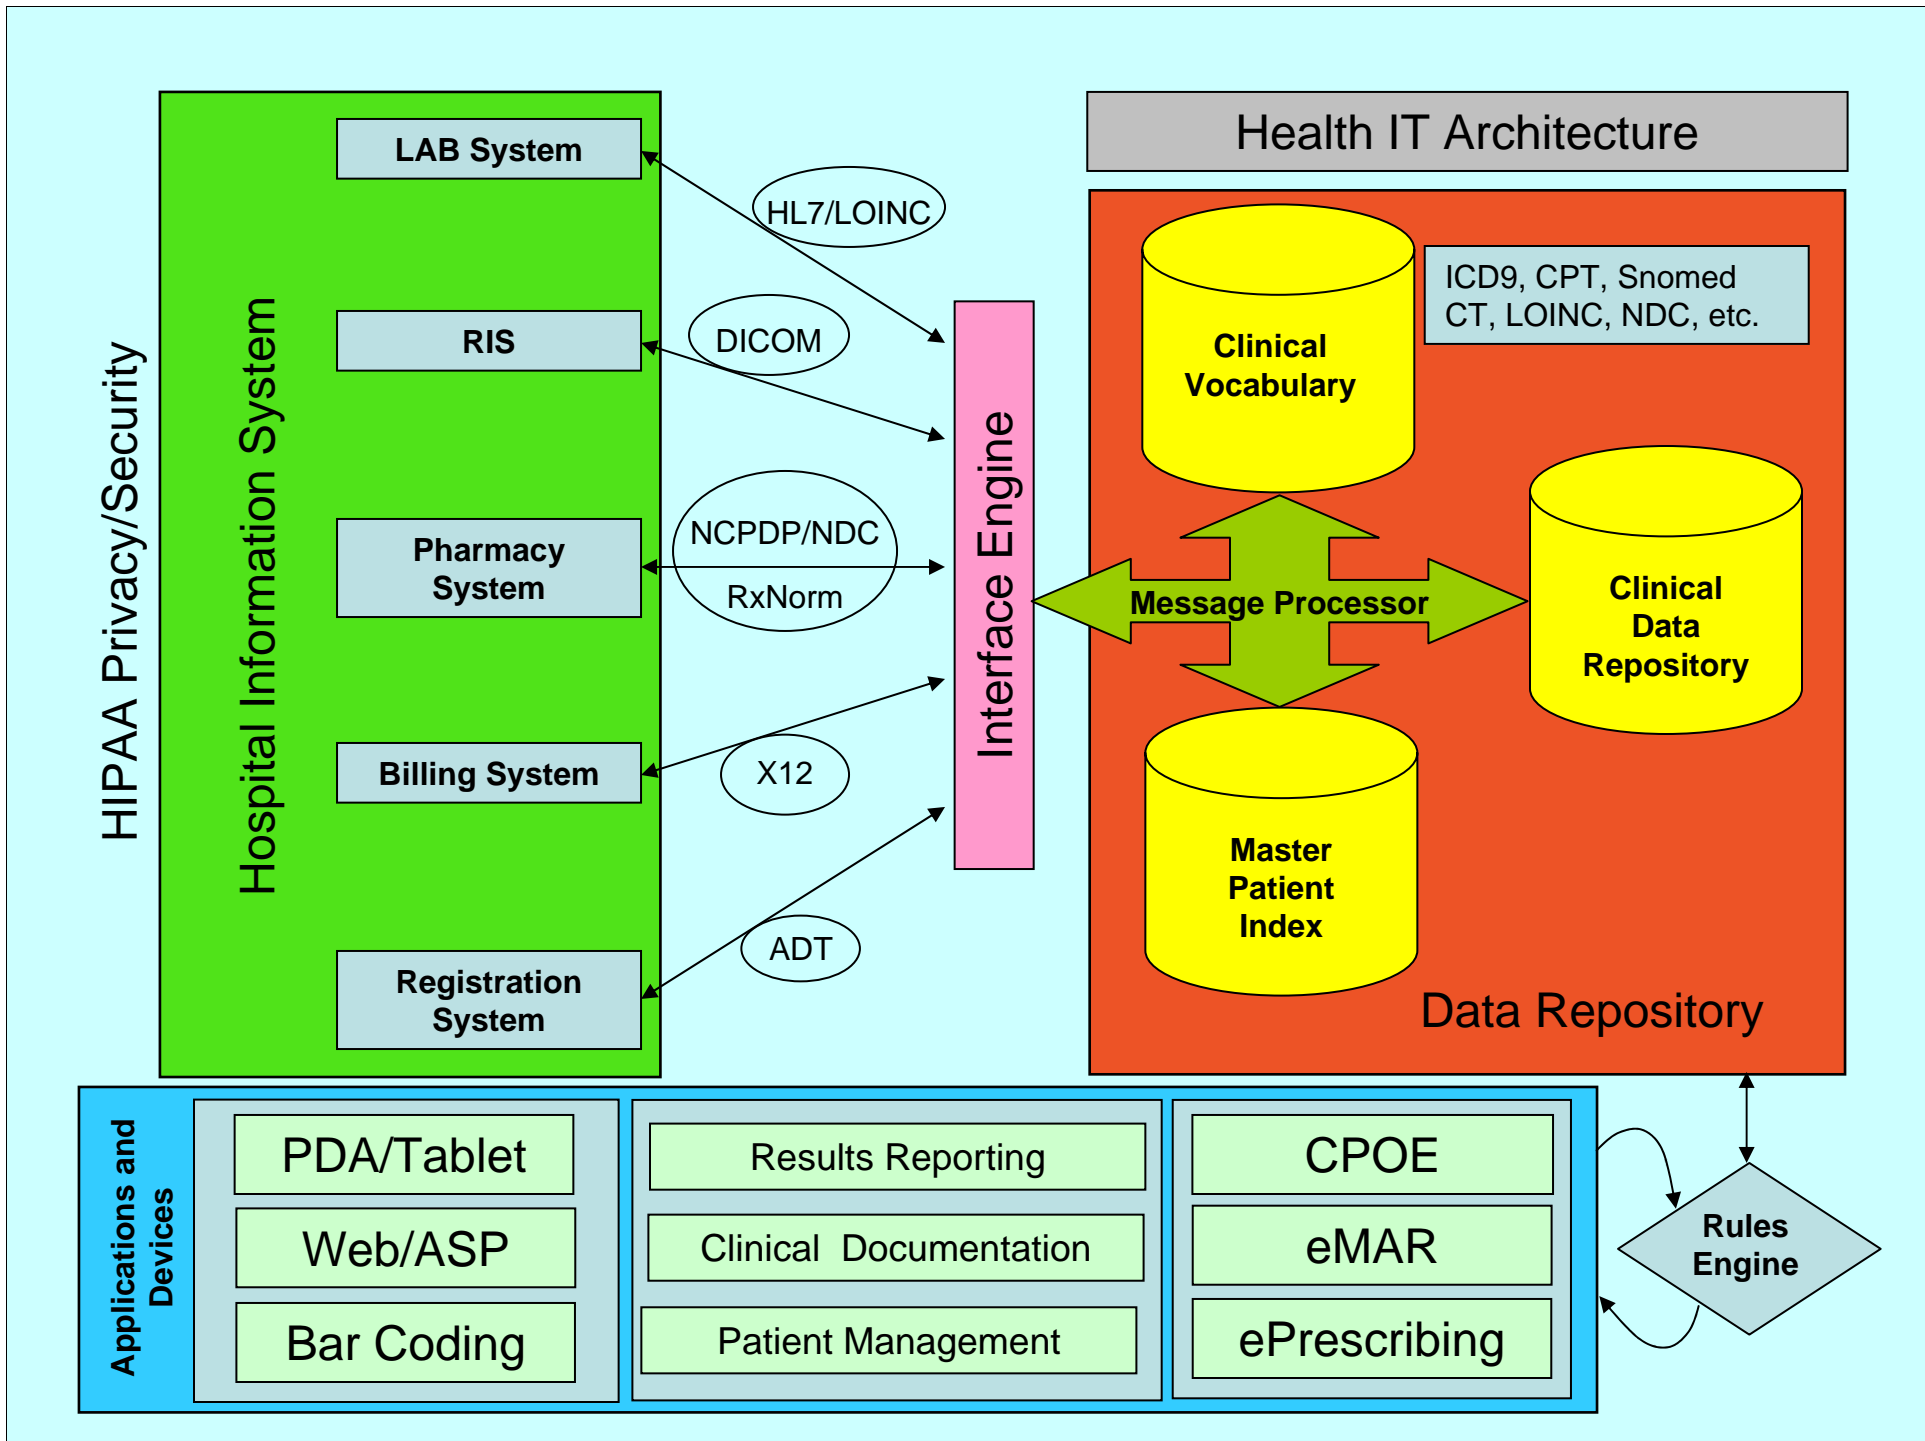 Health IT Architecture
HIPAA Privacy/Security
Hospital Information System
LAB System
RIS
Pharmacy
System
Billing System
Registration
System
HL7/LOINC
DICOM
NCPDP/NDC
RxNorm
X12
ADT
Interface Engine
Clinical
Vocabulary
ICD9, CPT, Snomed
CT, LOINC, NDC, etc.
Message Processor
Clinical
Data
Repository
Master
Patient
Index
Data Repository
Applications and
Devices
PDA/Tablet
Web/ASP
Bar Coding
Results Reporting
Clinical  Documentation
Patient Management
CPOE
eMAR
ePrescribing
Rules
Engine